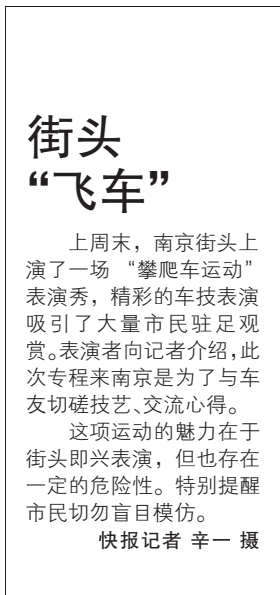 街头
“飞车”
上周末，南京街头上
演了一场 “攀爬车运动”
表演秀，精彩的车技表演
吸引了大量市民驻足观
赏。表演者向记者介绍，此
次专程来南京是为了与车
友切磋技艺、交流心得。
这项运动的魅力在于
街头即兴表演，但也存在
一定的危险性。特别提醒
市民切勿盲目模仿。
快报记者 辛一 摄